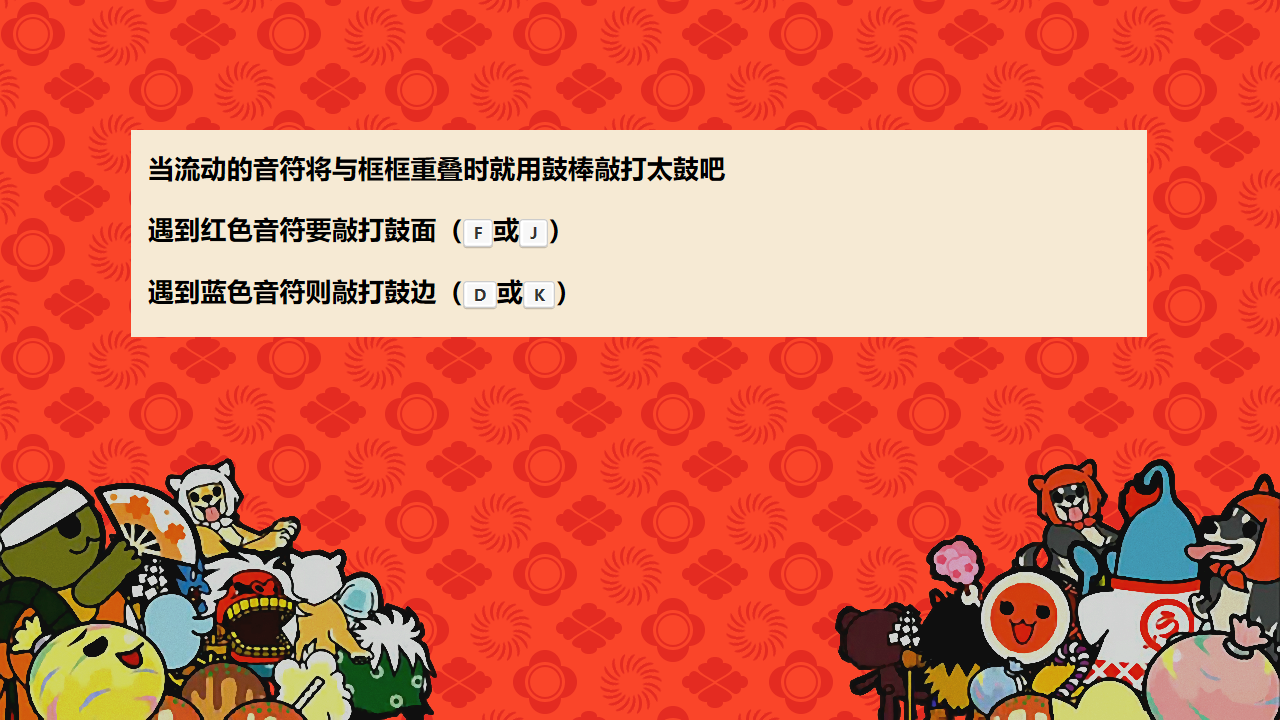 当流动的音符将与框框重叠时就用鼓棒敲打太鼓吧
遇到红色音符要敲打鼓面（F或J）
遇到蓝色音符则敲打鼓边（D或K）
う